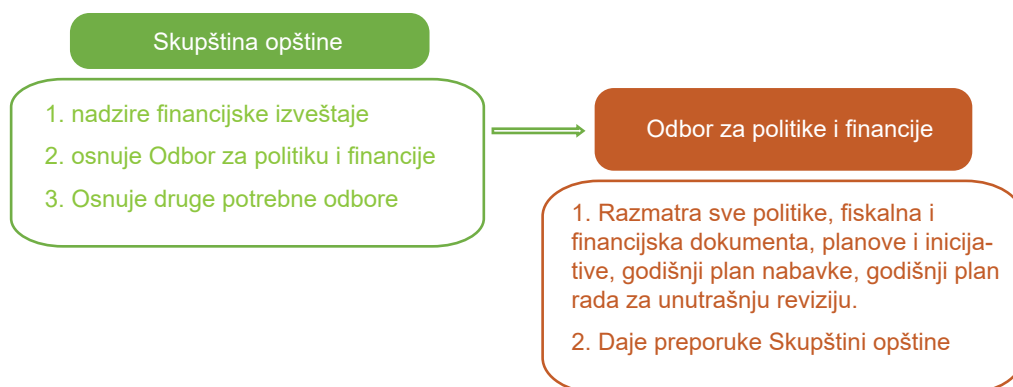 Skupština opštine
1. nadzire financijske izveštaje
2. osnuje Odbor za politiku i financije
3. Osnuje druge potrebne odbore
Odbor za politike i financije
1. Razmatra sve politike, fiskalna i
financijska dokumenta, planove i inicija-
tive, godišnji plan nabavke, godišnji plan
rada za unutrašnju reviziju.
2. Daje preporuke Skupštini opštine